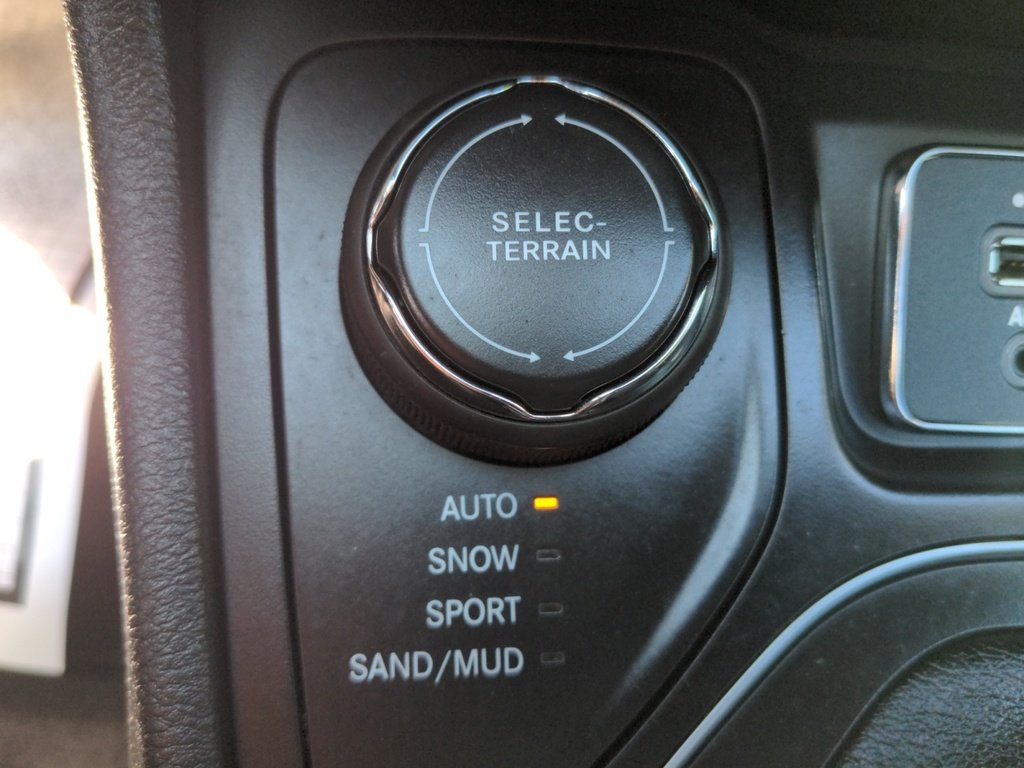 SELEC-
TERRAIN
AUTO
SNOW
SPORT
SAND/MUD